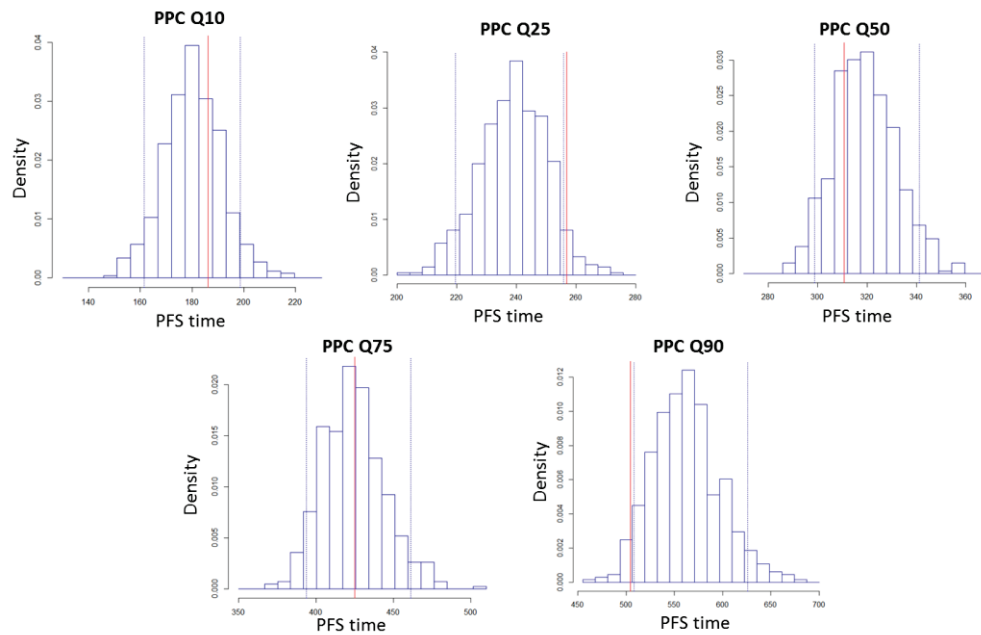 PPC Q10
Density
0.00
0.01
0.02
0.03
0.04
140 160 180 200 220
PFS time
PPC Q25
Density
0.00
0.01
0.02
0.03
0.04
200 220 240 260 280
PFS time
PPC Q50
Density
0.000
0.005
0.010
0.015
0.020
0.025
0.030
280 300 320 340 360
PFS time
PPC Q75
Density
0.000
0.005
0.010
0.015
0.020
350 400 450 500
PFS time
PPC Q90
Density
0.000
0.002
0.004
0.006
0.008
0.010
0.012
450 500 550 600 650 700
PFS time